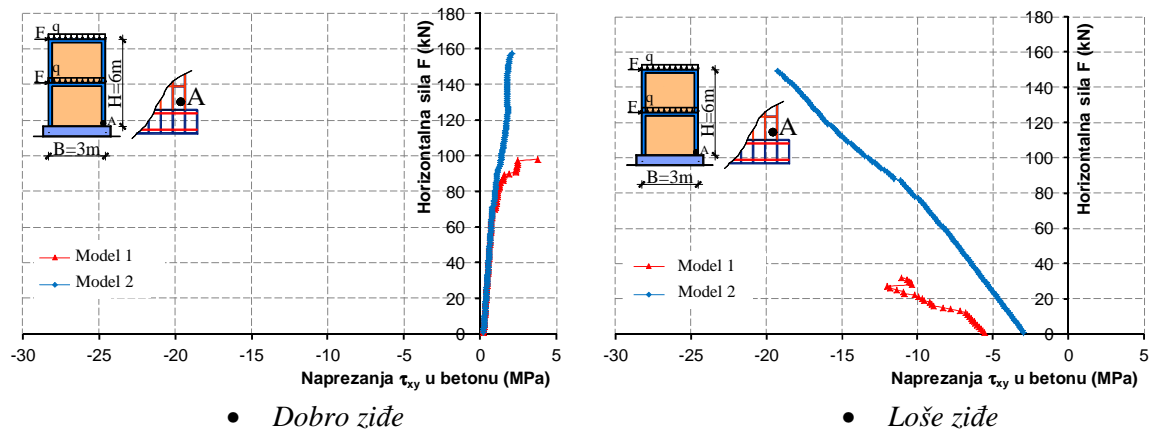 q
F
q
F
H=6m
A
B=3m
A
Model 1
Model 2
Horizontalna sila F (kN)
180
160
140
120
100
80
60
40
20
0
-30 -25 -20 -15 -10 -5 0 5
Naprezanja τxy u betonu (MPa)
• Dobro ziđe
q
F
q
F
H=6m
A
B=3m
A
Model 1
Model 2
Horizontalna sila F (kN)
180
160
140
120
100
80
60
40
20
0
-30 -25 -20 -15 -10 -5 0 5
Naprezanja τxy u betonu (MPa)
• Loše ziđe